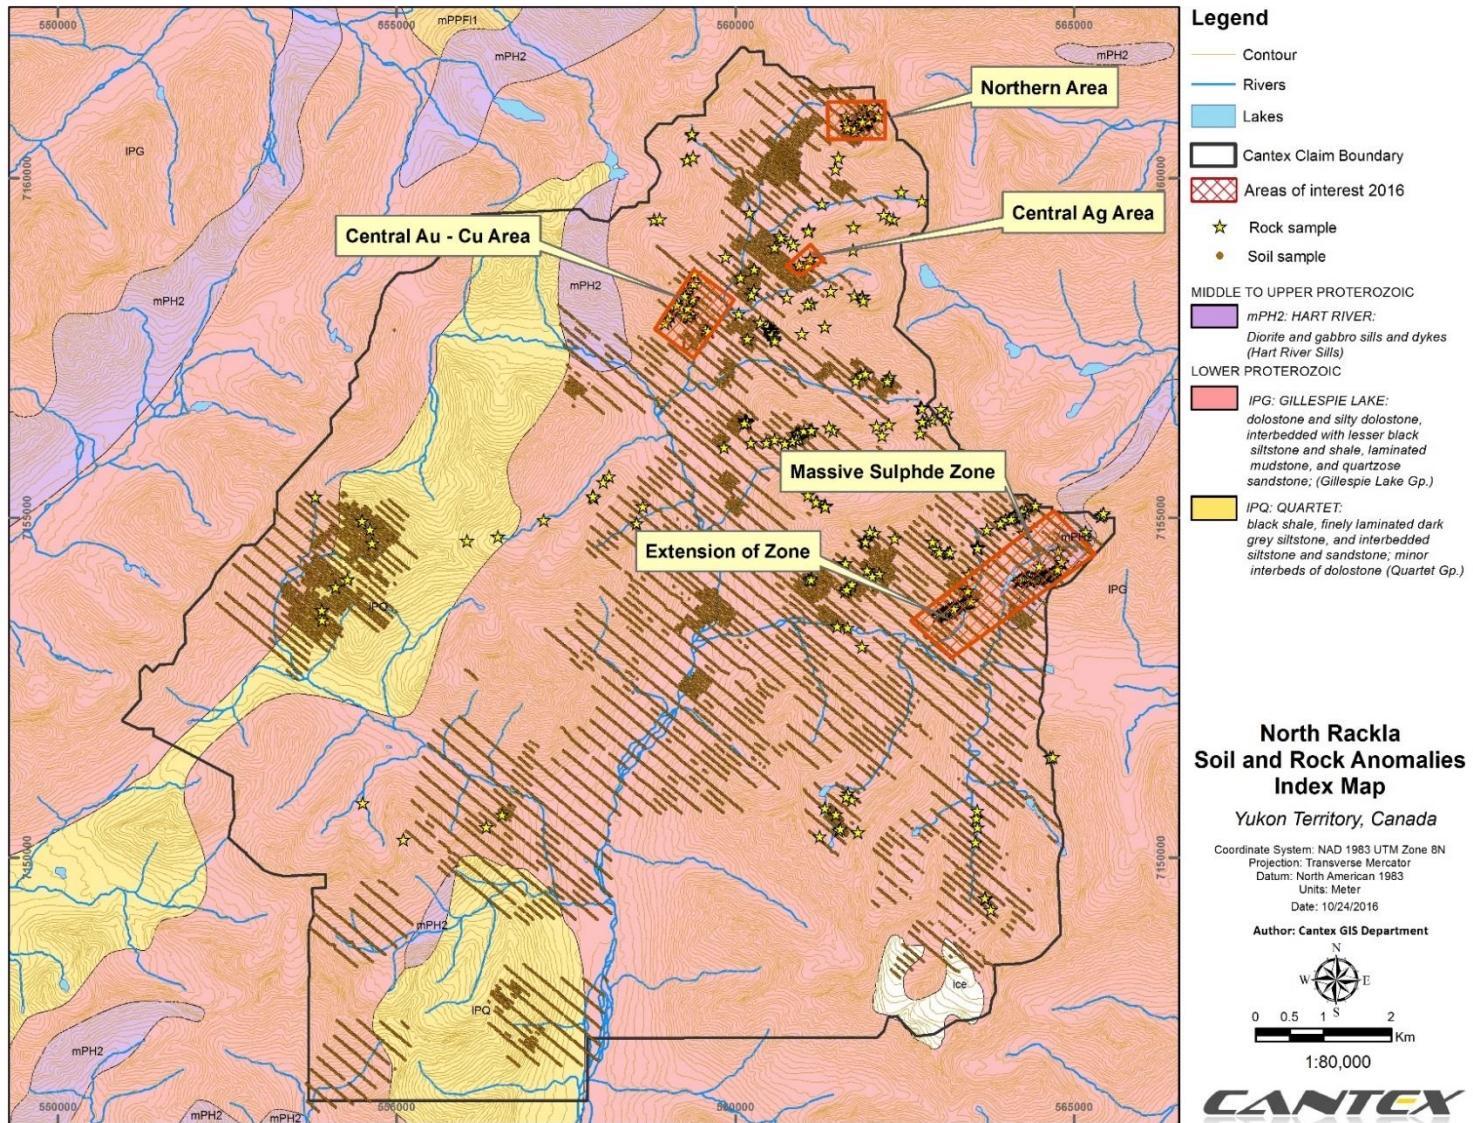 550000
555000
560000
565000
mPPFl1
mPH2
mPH2
Northern Area
IPG
7160000
7160000
Central Ag Area
Central Au - Cu Area
mPH2
mPH2
Massive Sulphde Zone
7155000
7155000
Extension of Zone
mPH2
IPG
IPQ
7150000
7150000
mPH2
Ice
IPQ
mPH2
mPH2
mPH2
550000
555000
560000
565000
Legend
Contour
Rivers
Lakes
Cantex Claim Boundary
Areas of interest 2016
Rock sample
Soil sample
MIDDLE TO UPPER PROTEROZOIC
mPH2: HART RIVER:
Diorite and gabbro sills and dykes
(Hart River Sills)
LOWER PROTEROZOIC
IPG: GILLESPIE LAKE:
dolostone and silty dolostone,
interbedded with lesser black
siltstone and shale, laminated
mudstone, and quartzose
sandstone; (Gillespie Lake Gp.)
IPQ: QUARTET:
black shale, finely laminated dark
grey siltstone, and interbedded
siltstone and sandstone; minor
interbeds of dolostone (Quartet Gp.)
North Rackla
Soil and Rock Anomalies
Index Map
Yukon Territory, Canada
Coordinate System: NAD 1983 UTM Zone 8N
Projection: Transverse Mercator
Datum: North American 1983
Units: Meter
Date: 10/24/2016
Author: Cantex GIS Department
N
W E
S
0 0.5 1 2
Km
1:80,000
CANTEX